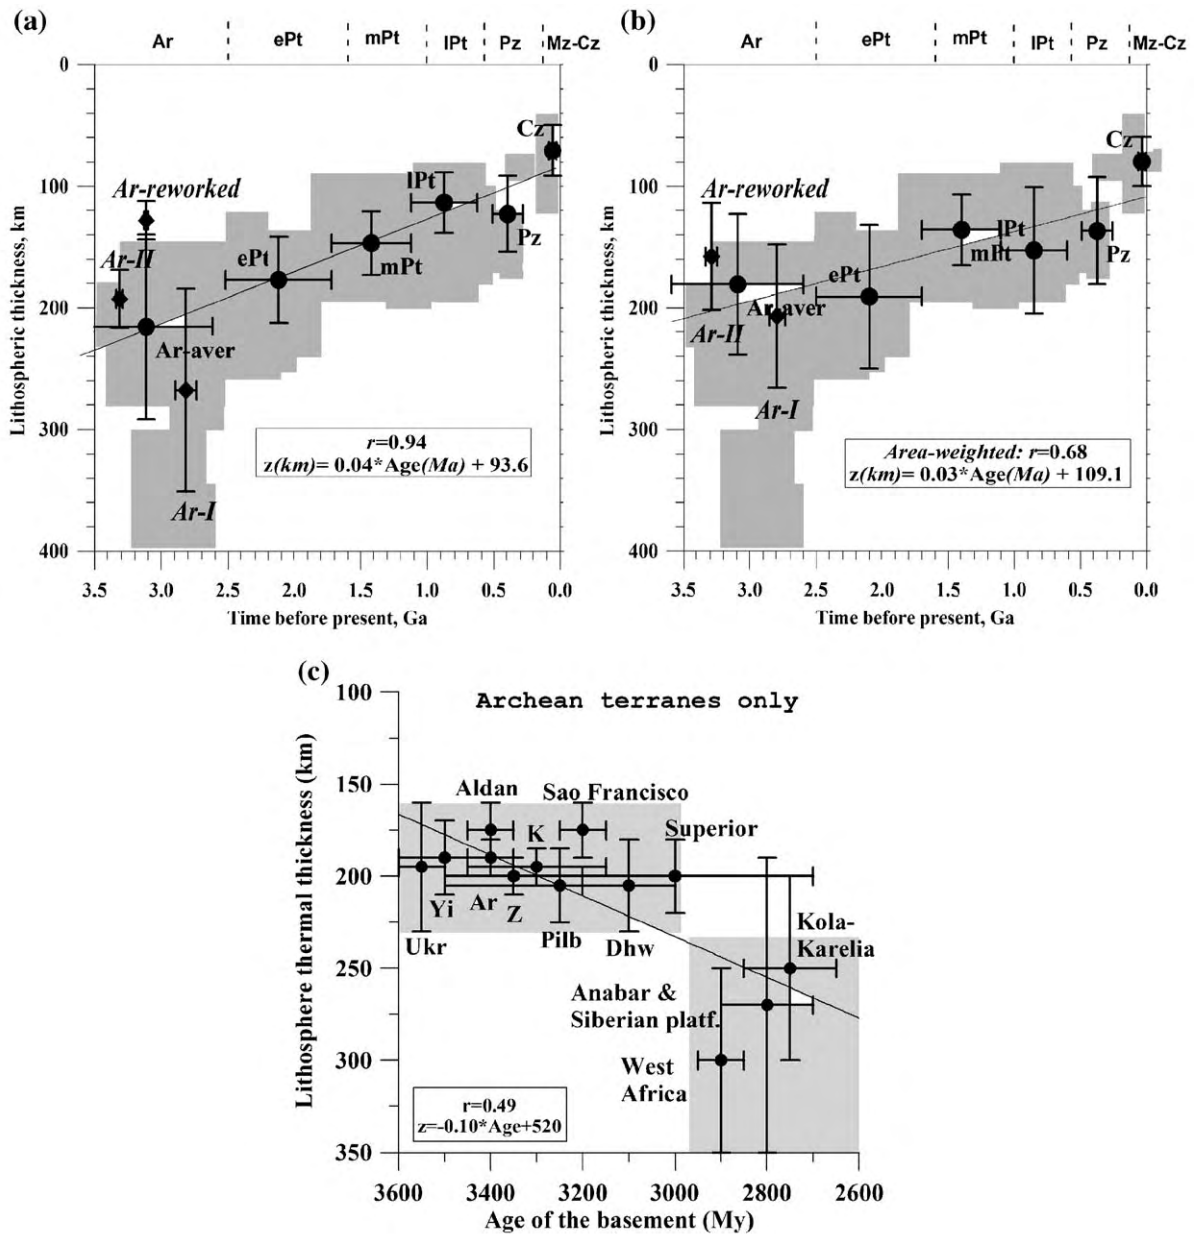 (a)
Ar ePt mPt lPt Pz Mz-Cz
0
100
200
300
400
Lithospheric thickness, km
Cz
lPt
Ar-reworked
Ar-II
ePt
mPt
Pz
Ar-aver
Ar-I
r=0.94
z(km)= 0.04*Age(Ma) + 93.6
3.5 3.0 2.5 2.0 1.5 1.0 0.5 0.0
Time before present, Ga
(b)
Ar ePt mPt lPt Pz Mz-Cz
0
100
200
300
400
Lithospheric thickness, km
Cz
Ar-reworked
lPt
mPt
Pz
ePt
Ar-aver
Ar-II
Ar-I
Area-weighted: r=0.68
z(km)= 0.03*Age(Ma) + 109.1
3.5 3.0 2.5 2.0 1.5 1.0 0.5 0.0
Time before present, Ga
(c)
Archean terranes only
100
150
200
250
300
350
Lithosphere thermal thickness (km)
Aldan
Sao Francisco
K
Superior
Yi
Ar
Z
Ukr
Pilb
Dhw
Kola-
Karelia
Anabar &
Siberian platf.
West
Africa
r=0.49
z=-0.10*Age+520
3600 3400 3200 3000 2800 2600
Age of the basement (My)